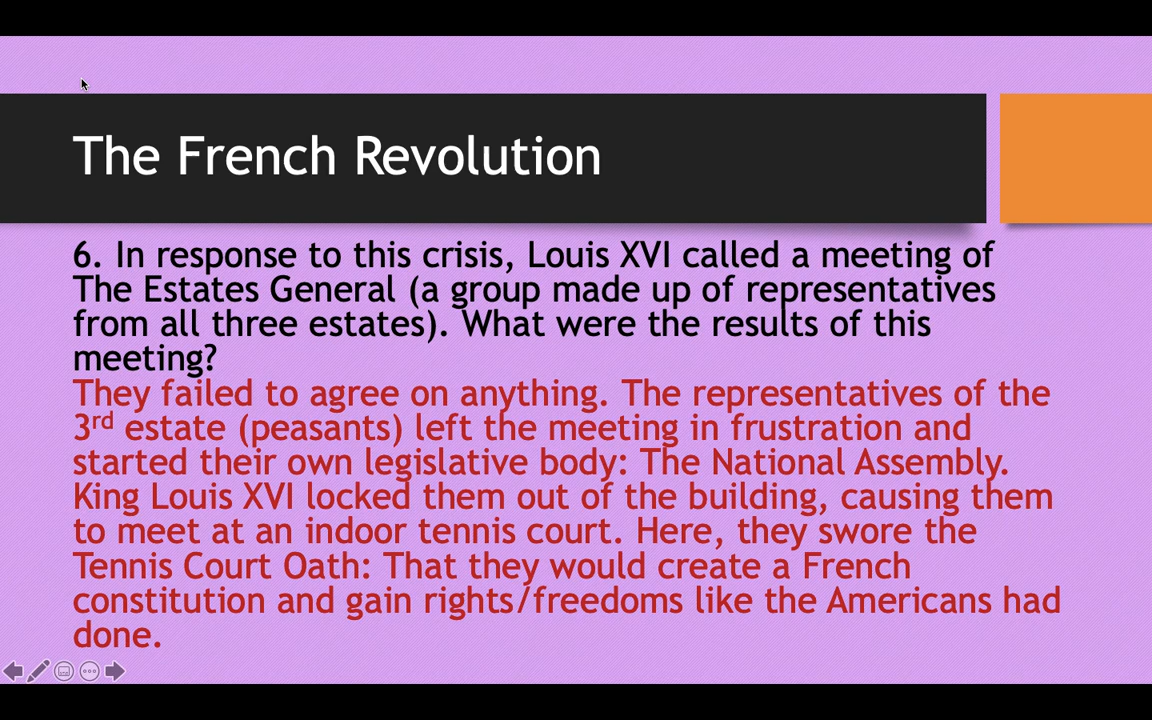 The French Revolution
6. In response to this crisis, Louis XVI called a meeting of
The Estates General (a group made up of representatives
from all three estates). What were the results of this
meeting?
They failed to agree on anything. The representatives of the
3rd estate (peasants) left the meeting in frustration and
started their own legislative body: The National Assembly.
King Louis XVI locked them out of the building, causing them
to meet at an indoor tennis court. Here, they swore the
Tennis Court Oath: That they would create a French
constitution and gain rights/freedoms like the Americans had
done.